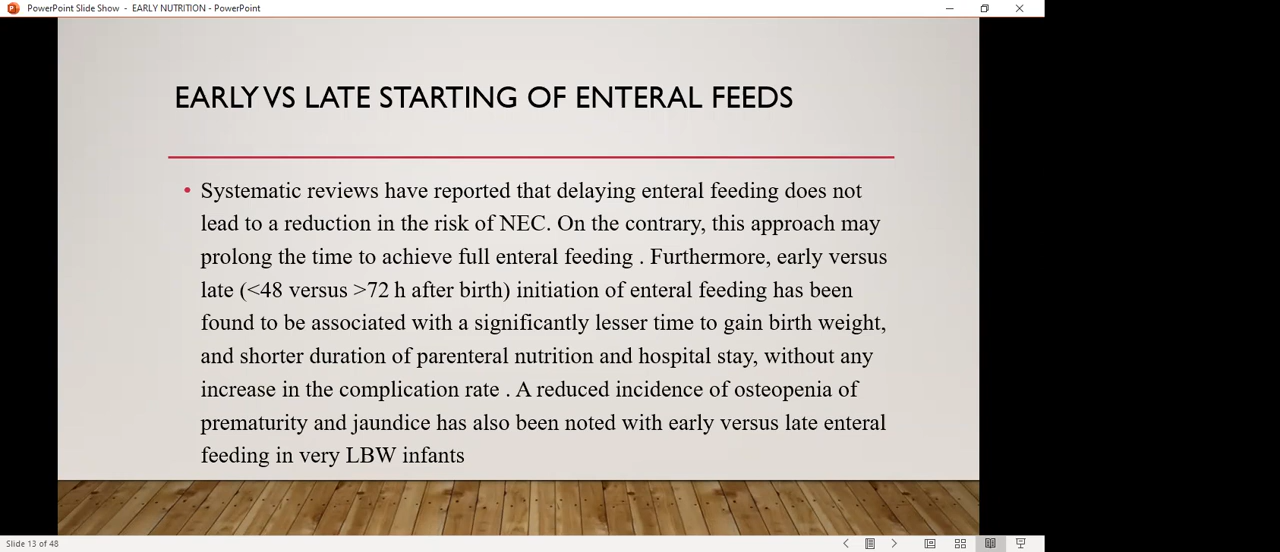 PowerPoint Slide Show - EARLY NUTRITION - PowerPoint
EARLY VS LATE STARTING OF ENTERAL FEEDS
• Systematic reviews have reported that delaying enteral feeding does not
lead to a reduction in the risk of NEC. On the contrary, this approach may
prolong the time to achieve full enteral feeding . Furthermore, early versus
late (<48 versus >72 h after birth) initiation of enteral feeding has been
found to be associated with a significantly lesser time to gain birth weight,
and shorter duration of parenteral nutrition and hospital stay, without any
increase in the complication rate . A reduced incidence of osteopenia of
prematurity and jaundice has also been noted with early versus late enteral
feeding in very LBW infants
Slide 13 of 48